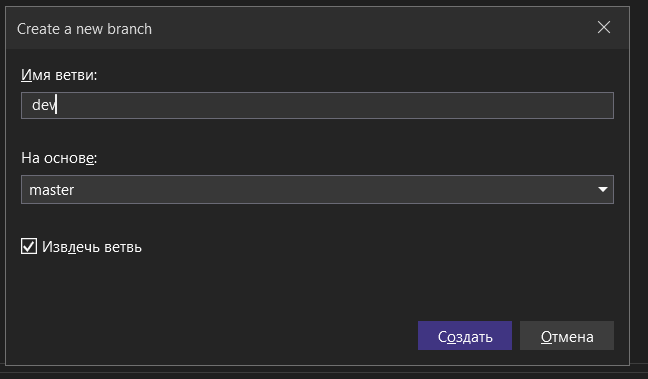 Create a new branch
Имя ветви:
dev
На основе:
master
Извлечь ветвь
Создать
Отмена